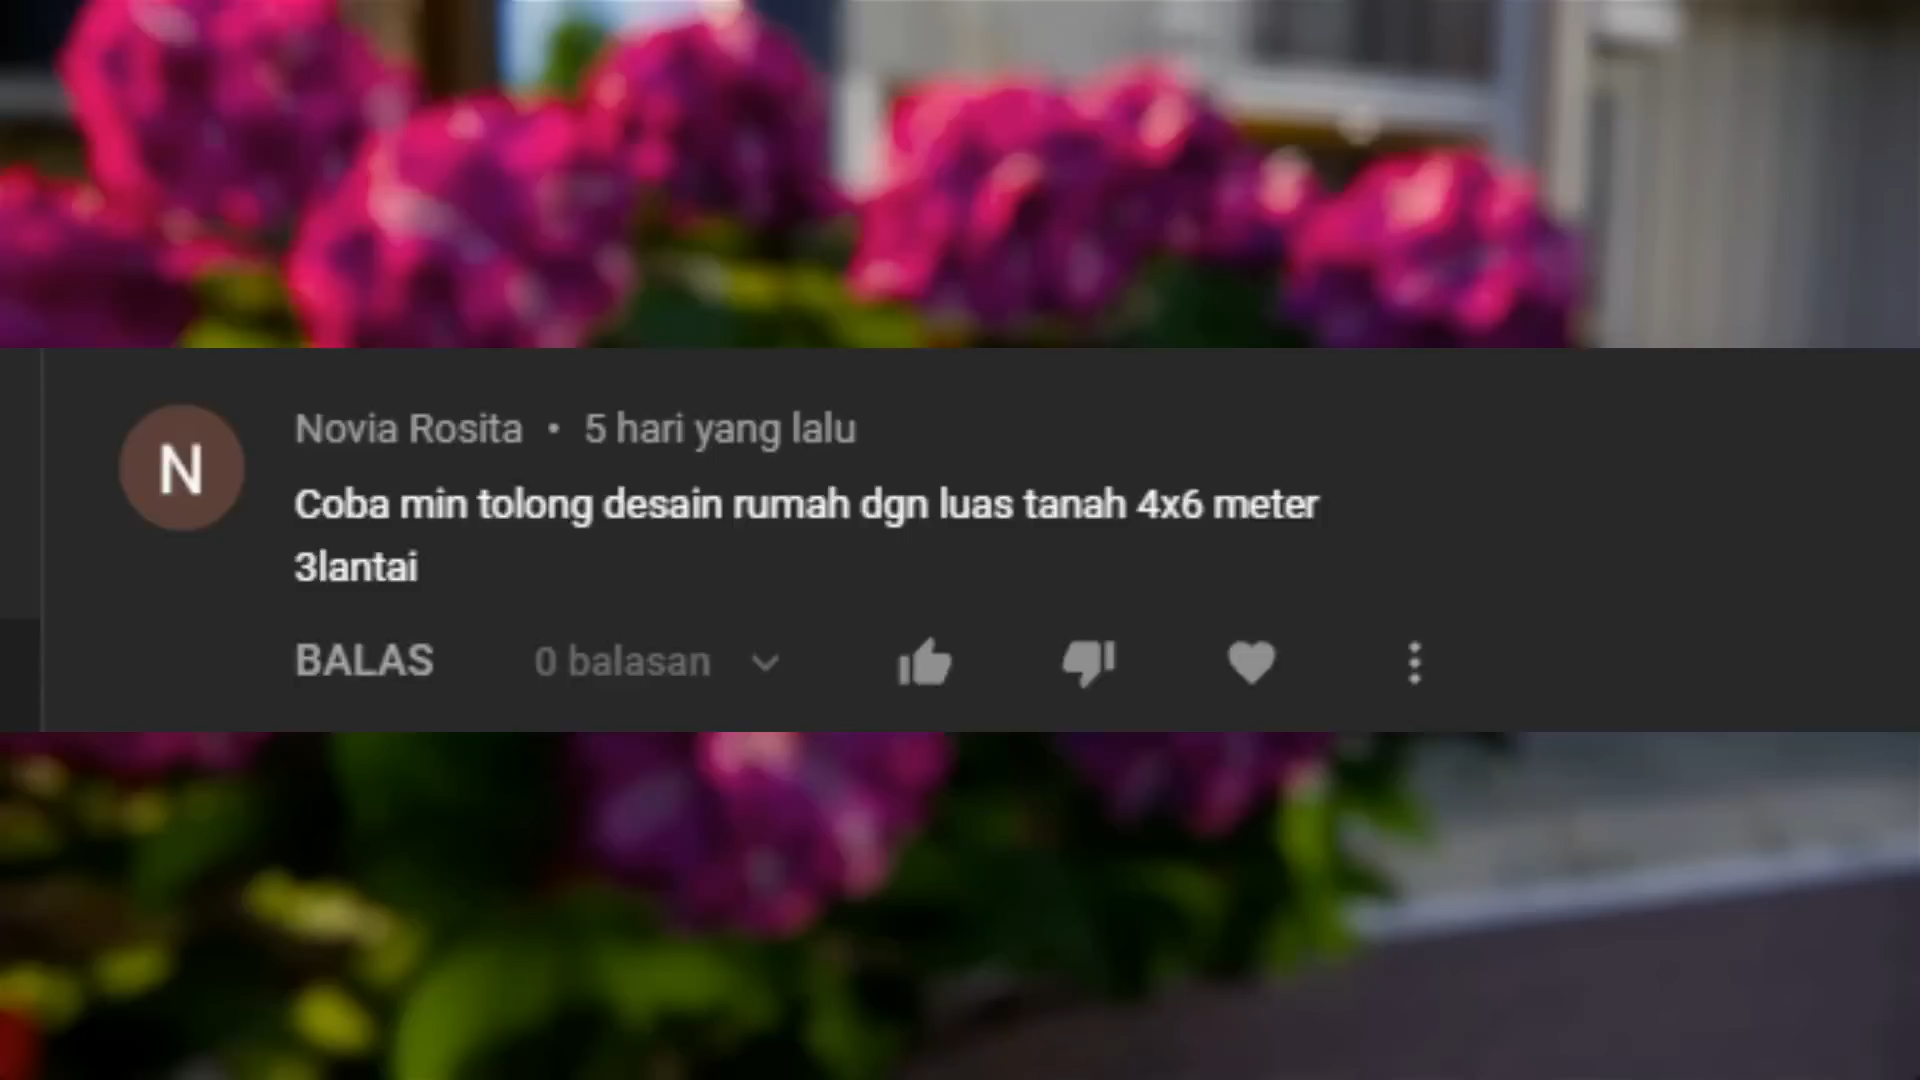 N
Novia Rosita • 5 hari yang lalu
Coba min tolong desain rumah dgn luas tanah 4x6 meter
3lantai
BALAS 0 balasan